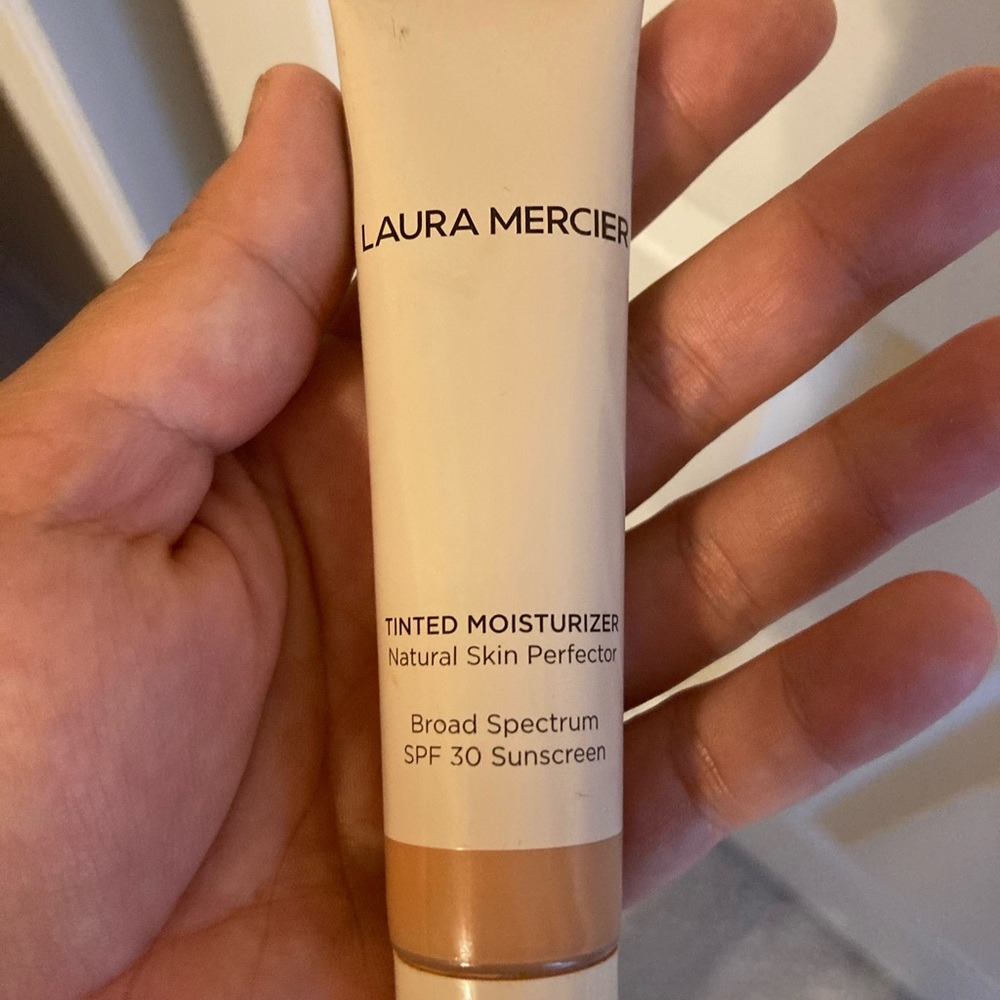 LAURA MERCIER
TINTED MOISTURIZER
Natural Skin Perfector
Broad Spectrum
SPF 30 Sunscreen